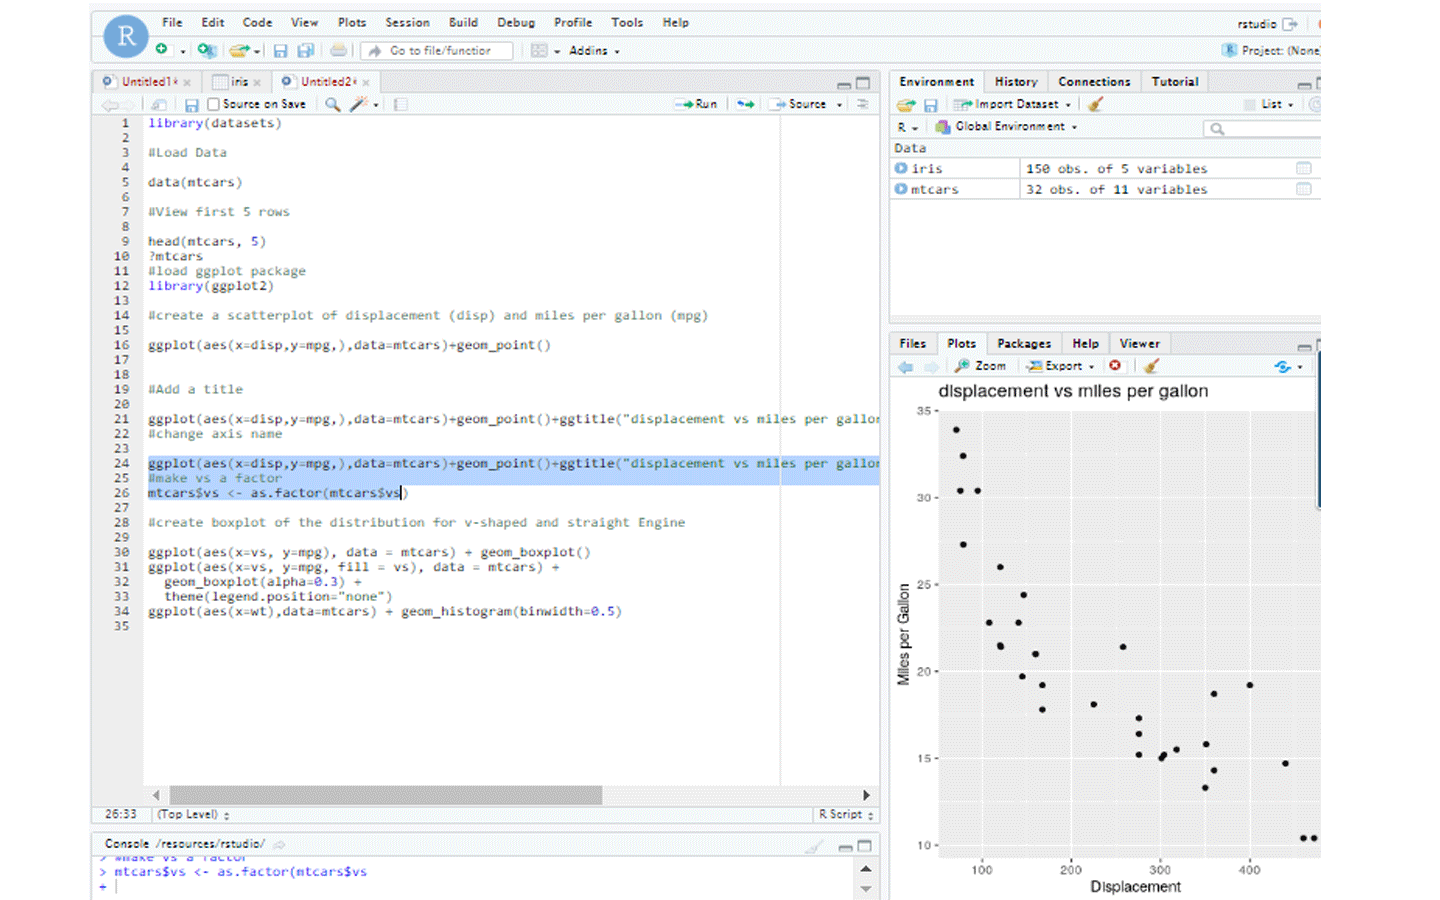 File Edit Code View Plots Session Build Debug Profile Tools Help
rstudio
R
Go to file/function Addins
Project: (None)
Untitled1* iris Untitled2*
Source on Save Run Source
1 library(datasets)
2
3 #Load Data
4
5 data(mtcars)
6
7 #View first 5 rows
8
9 head(mtcars, 5)
10 ?mtcars
11 #load ggplot package
12 library(ggplot2)
13
14 #create a scatterplot of displacement (disp) and miles per gallon (mpg)
15
16 ggplot(aes(x=disp,y=mpg,),data=mtcars)+geom_point()
17
18
19 #Add a title
20
21 ggplot(aes(x=disp,y=mpg,),data=mtcars)+geom_point()+ggtitle("displacement vs miles per gallon
22 #change axis name
23
24 ggplot(aes(x=disp,y=mpg,),data=mtcars)+geom_point()+ggtitle("displacement vs miles per gallon
25 #make vs a factor
26 mtcars$vs <- as.factor(mtcars$vs)
27
28 #create boxplot of the distribution for v-shaped and straight Engine
29
30 ggplot(aes(x=vs, y=mpg), data = mtcars) + geom_boxplot()
31 ggplot(aes(x=vs, y=mpg, fill = vs), data = mtcars) +
32 geom_boxplot(alpha=0.3) +
33 theme(legend.position="none")
34 ggplot(aes(x=wt),data=mtcars) + geom_histogram(binwidth=0.5)
35
26:33 (Top Level) R Script
Console /resources/rstudio/
> #make vs a factor
> mtcars$vs <- as.factor(mtcars$vs
+
Environment History Connections Tutorial
Import Dataset List
R Global Environment
Data
iris 150 obs. of 5 variables
mtcars 32 obs. of 11 variables
Files Plots Packages Help Viewer
Zoom Export
displacement vs miles per gallon
35
30
25
20
15
10
Miles per Gallon
100 200 300 400
Displacement